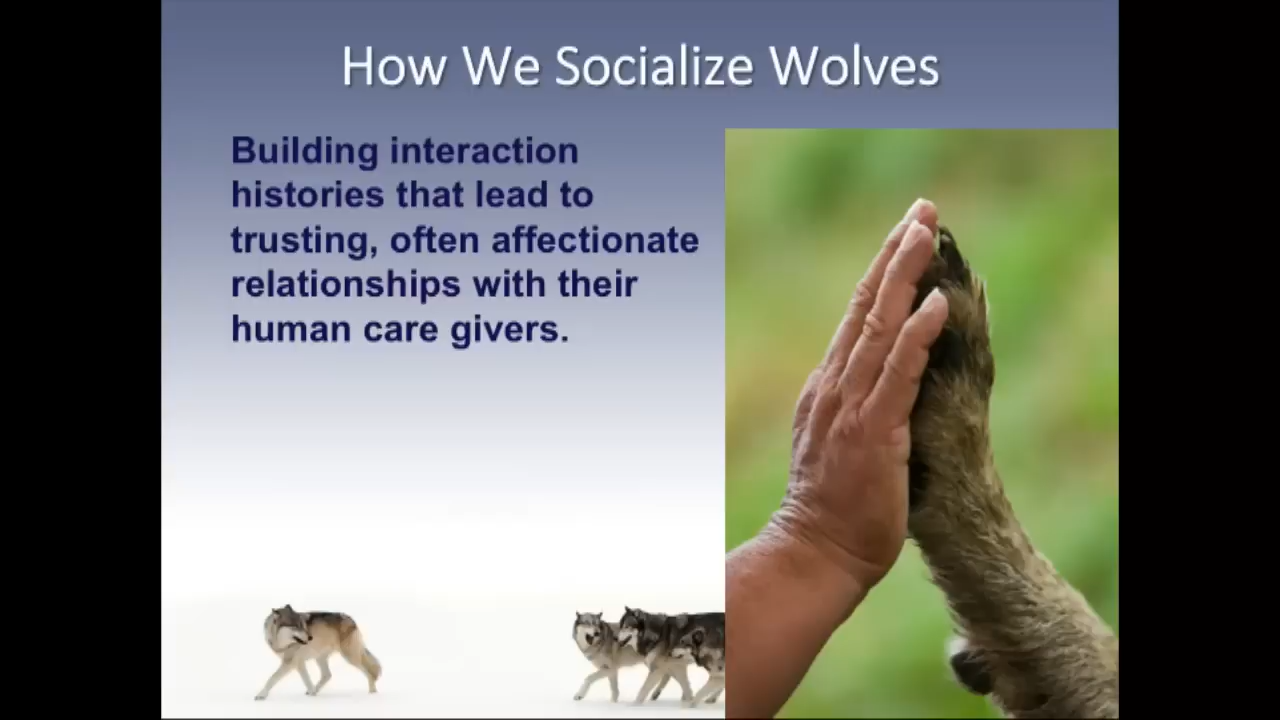 How We Socialize Wolves
Building interaction
histories that lead to
trusting, often affectionate
relationships with their
human care givers.